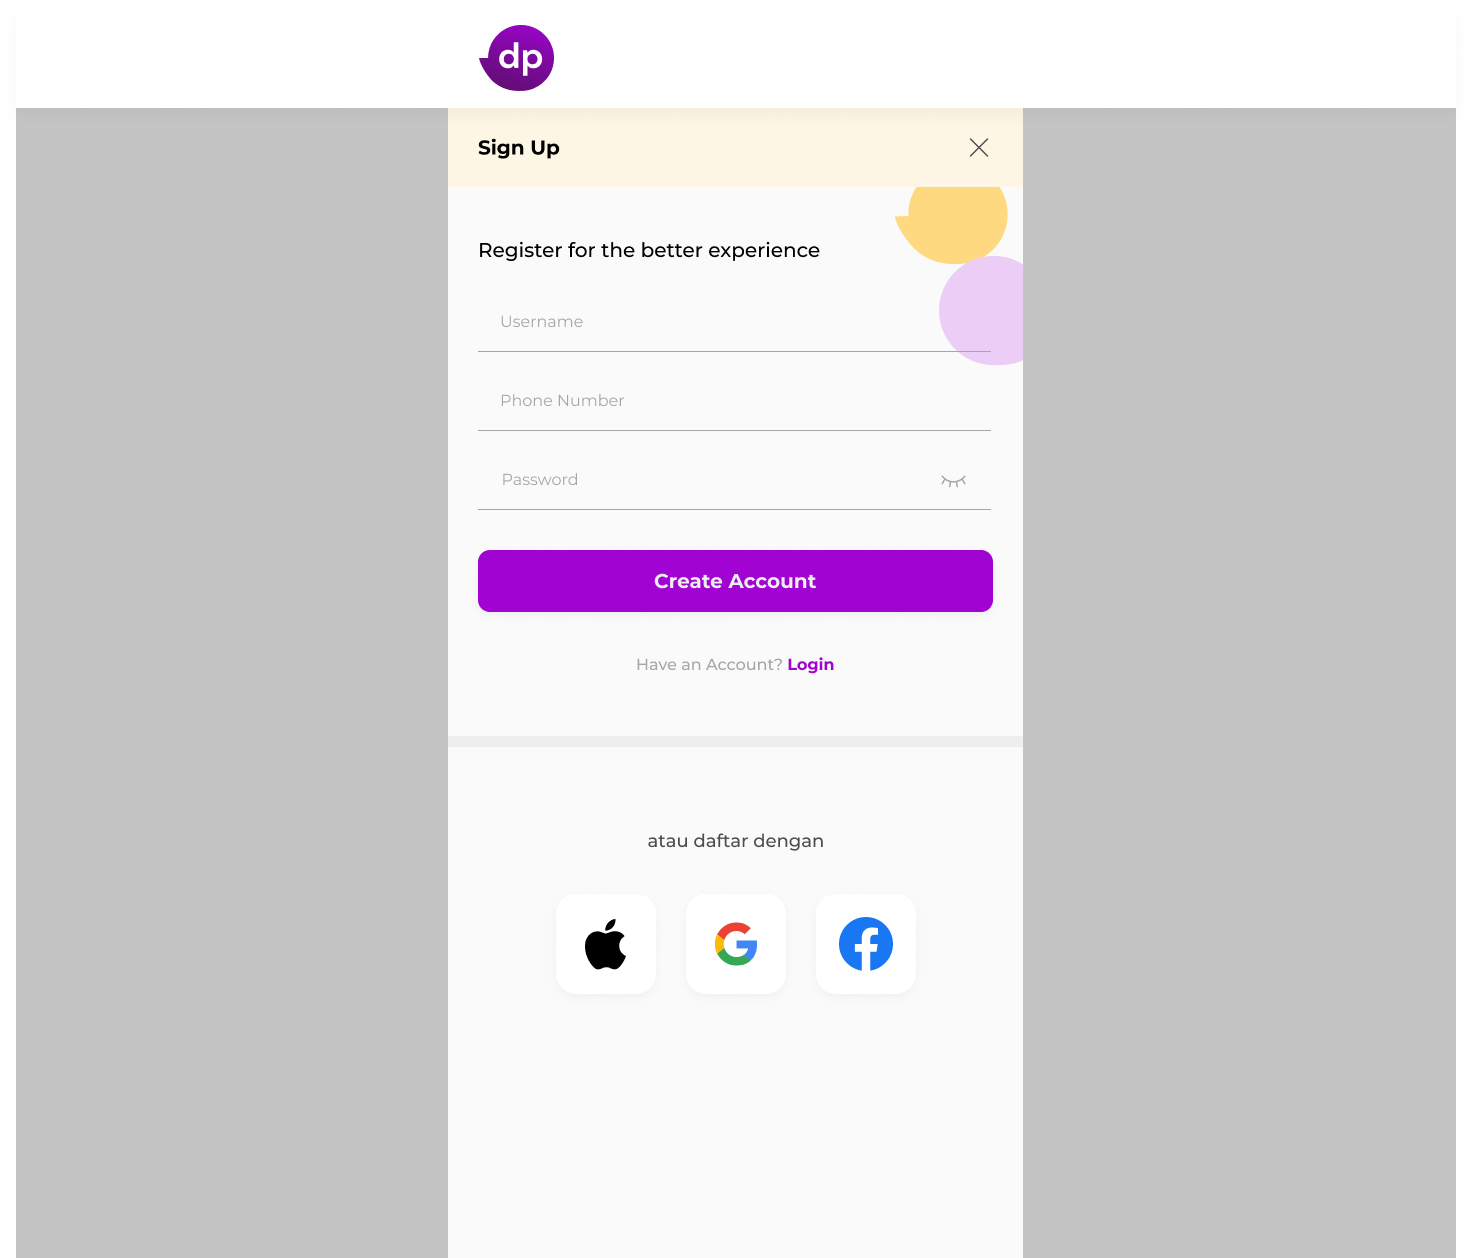 dp
Sign Up
Register for the better experience
Username
Phone Number
Password
Create Account
Have an Account? Login
atau daftar dengan